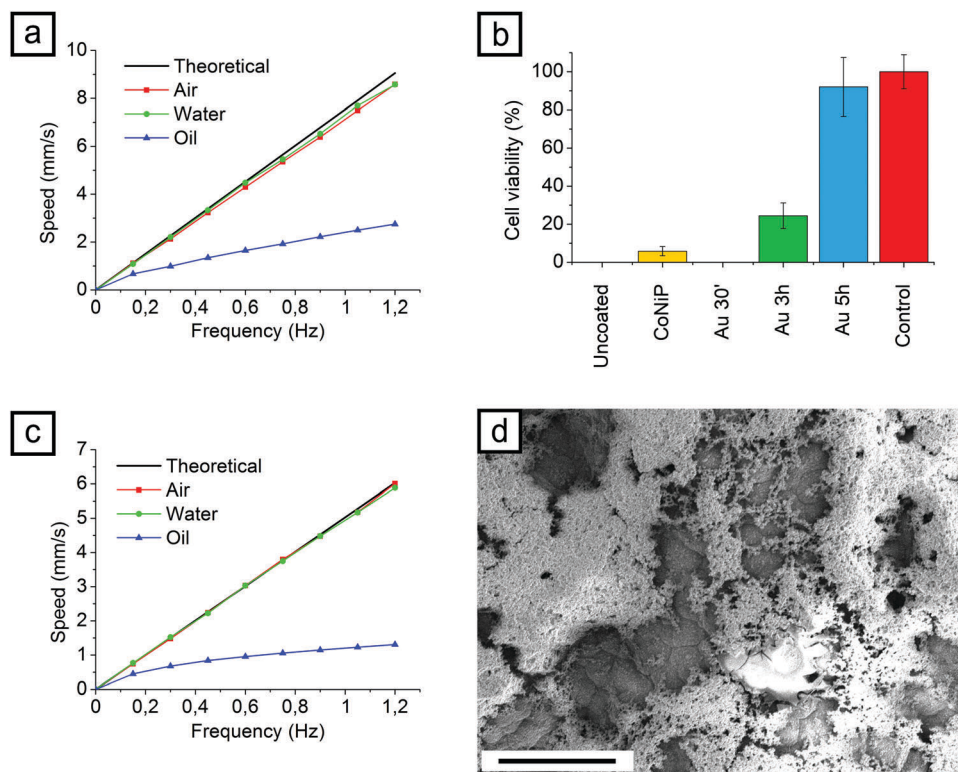 a
Theoretical
Air
Water
Oil
Speed (mm/s)
10
8
6
4
2
0
0 0,2 0,4 0,6 0,8 1 1,2
Frequency (Hz)
b
Cell viability (%)
100
80
60
40
20
0
Uncoated
CoNiP
Au 30'
Au 3h
Au 5h
Control
c
Theoretical
Air
Water
Oil
Speed (mm/s)
7
6
5
4
3
2
1
0
0 0,2 0,4 0,6 0,8 1 1,2
Frequency (Hz)
d